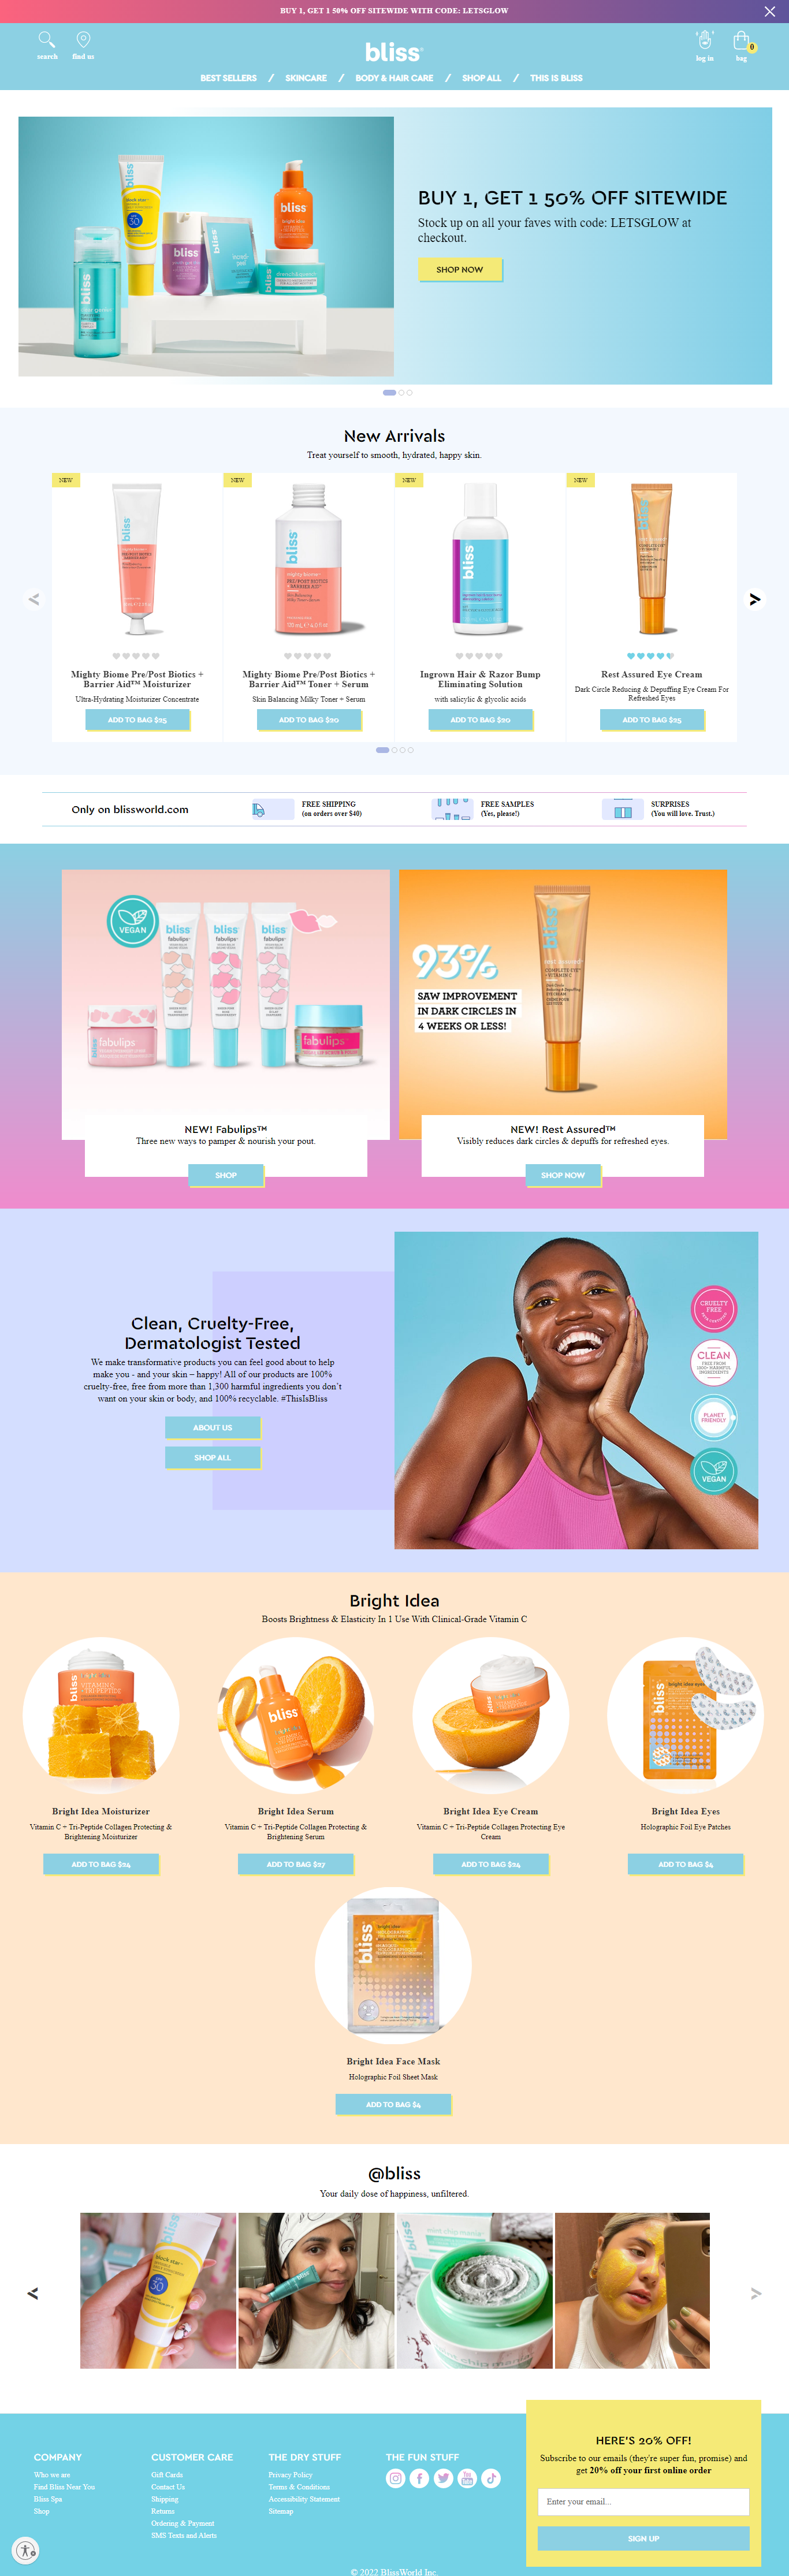 BUY 1, GET 1 50% OFF SITEWIDE WITH CODE: LETSGLOW
search
find us
bliss
log in
0
bag
BEST SELLERS / SKINCARE / BODY & HAIR CARE / SHOP ALL / THIS IS BLISS
BUY 1, GET 1 50% OFF SITEWIDE
Stock up on all your faves with code: LETSGLOW at
checkout.
SHOP NOW
New Arrivals
Treat yourself to smooth, hydrated, happy skin.
NEW
NEW
NEW
NEW
Mighty Biome Pre/Post Biotics +
Barrier Aid™ Moisturizer
Ultra-Hydrating Moisturizer Concentrate
ADD TO BAG $25
Mighty Biome Pre/Post Biotics +
Barrier Aid™ Toner + Serum
Skin Balancing Milky Toner + Serum
ADD TO BAG $20
Ingrown Hair & Razor Bump
Eliminating Solution
with salicylic & glycolic acids
ADD TO BAG $20
Rest Assured Eye Cream
Dark Circle Reducing & Depuffing Eye Cream For
Refreshed Eyes
ADD TO BAG $25
Only on blissworld.com
FREE SHIPPING
(on orders over $40)
FREE SAMPLES
(Yes, please!)
SURPRISES
(You will love. Trust.)
VEGAN
bliss
fabulips
bliss
fabulips
bliss
fabulips
fabulips
fabulips
NEW! Fabulips™
Three new ways to pamper & nourish your pout.
SHOP
bliss
93%
SAW IMPROVEMENT
IN DARK CIRCLES IN
4 WEEKS OR LESS!
NEW! Rest Assured™
Visibly reduces dark circles & depuffs for refreshed eyes.
SHOP NOW
Clean, Cruelty-Free,
Dermatologist Tested
We make transformative products you can feel good about to help
make you - and your skin – happy! All of our products are 100%
cruelty-free, free from more than 1,300 harmful ingredients you don't
want on your skin or body, and 100% recyclable. #ThisIsBliss
ABOUT US
SHOP ALL
CRUELTY
FREE
CLEAN
PLANET
FRIENDLY
VEGAN
Bright Idea
Boosts Brightness & Elasticity In 1 Use With Clinical-Grade Vitamin C
Bright Idea Moisturizer
Vitamin C + Tri-Peptide Collagen Protecting &
Brightening Moisturizer
ADD TO BAG $24
Bright Idea Serum
Vitamin C + Tri-Peptide Collagen Protecting &
Brightening Serum
ADD TO BAG $27
Bright Idea Eye Cream
Vitamin C + Tri-Peptide Collagen Protecting Eye
Cream
ADD TO BAG $24
Bright Idea Eyes
Holographic Foil Eye Patches
ADD TO BAG $4
bliss
Bright Idea Face Mask
Holographic Foil Sheet Mask
ADD TO BAG $4
@bliss
Your daily dose of happiness, unfiltered.
COMPANY
Who we are
Find Bliss Near You
Bliss Spa
Shop
CUSTOMER CARE
Gift Cards
Contact Us
Shipping
Returns
Ordering & Payment
SMS Texts and Alerts
THE DRY STUFF
Privacy Policy
Terms & Conditions
Accessibility Statement
Sitemap
THE FUN STUFF
HERE'S 20% OFF!
Subscribe to our emails (they're super fun, promise) and
get 20% off your first online order
Enter your email...
SIGN UP
© 2022 BlissWorld Inc.